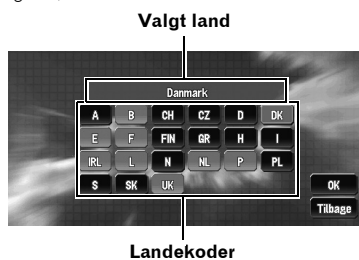 Valgt land
Danmark
A B CH CZ D DK
E F FIN GR H I
IRL L N NL P PL
S SK UK
OK
Tilbage
Landekoder